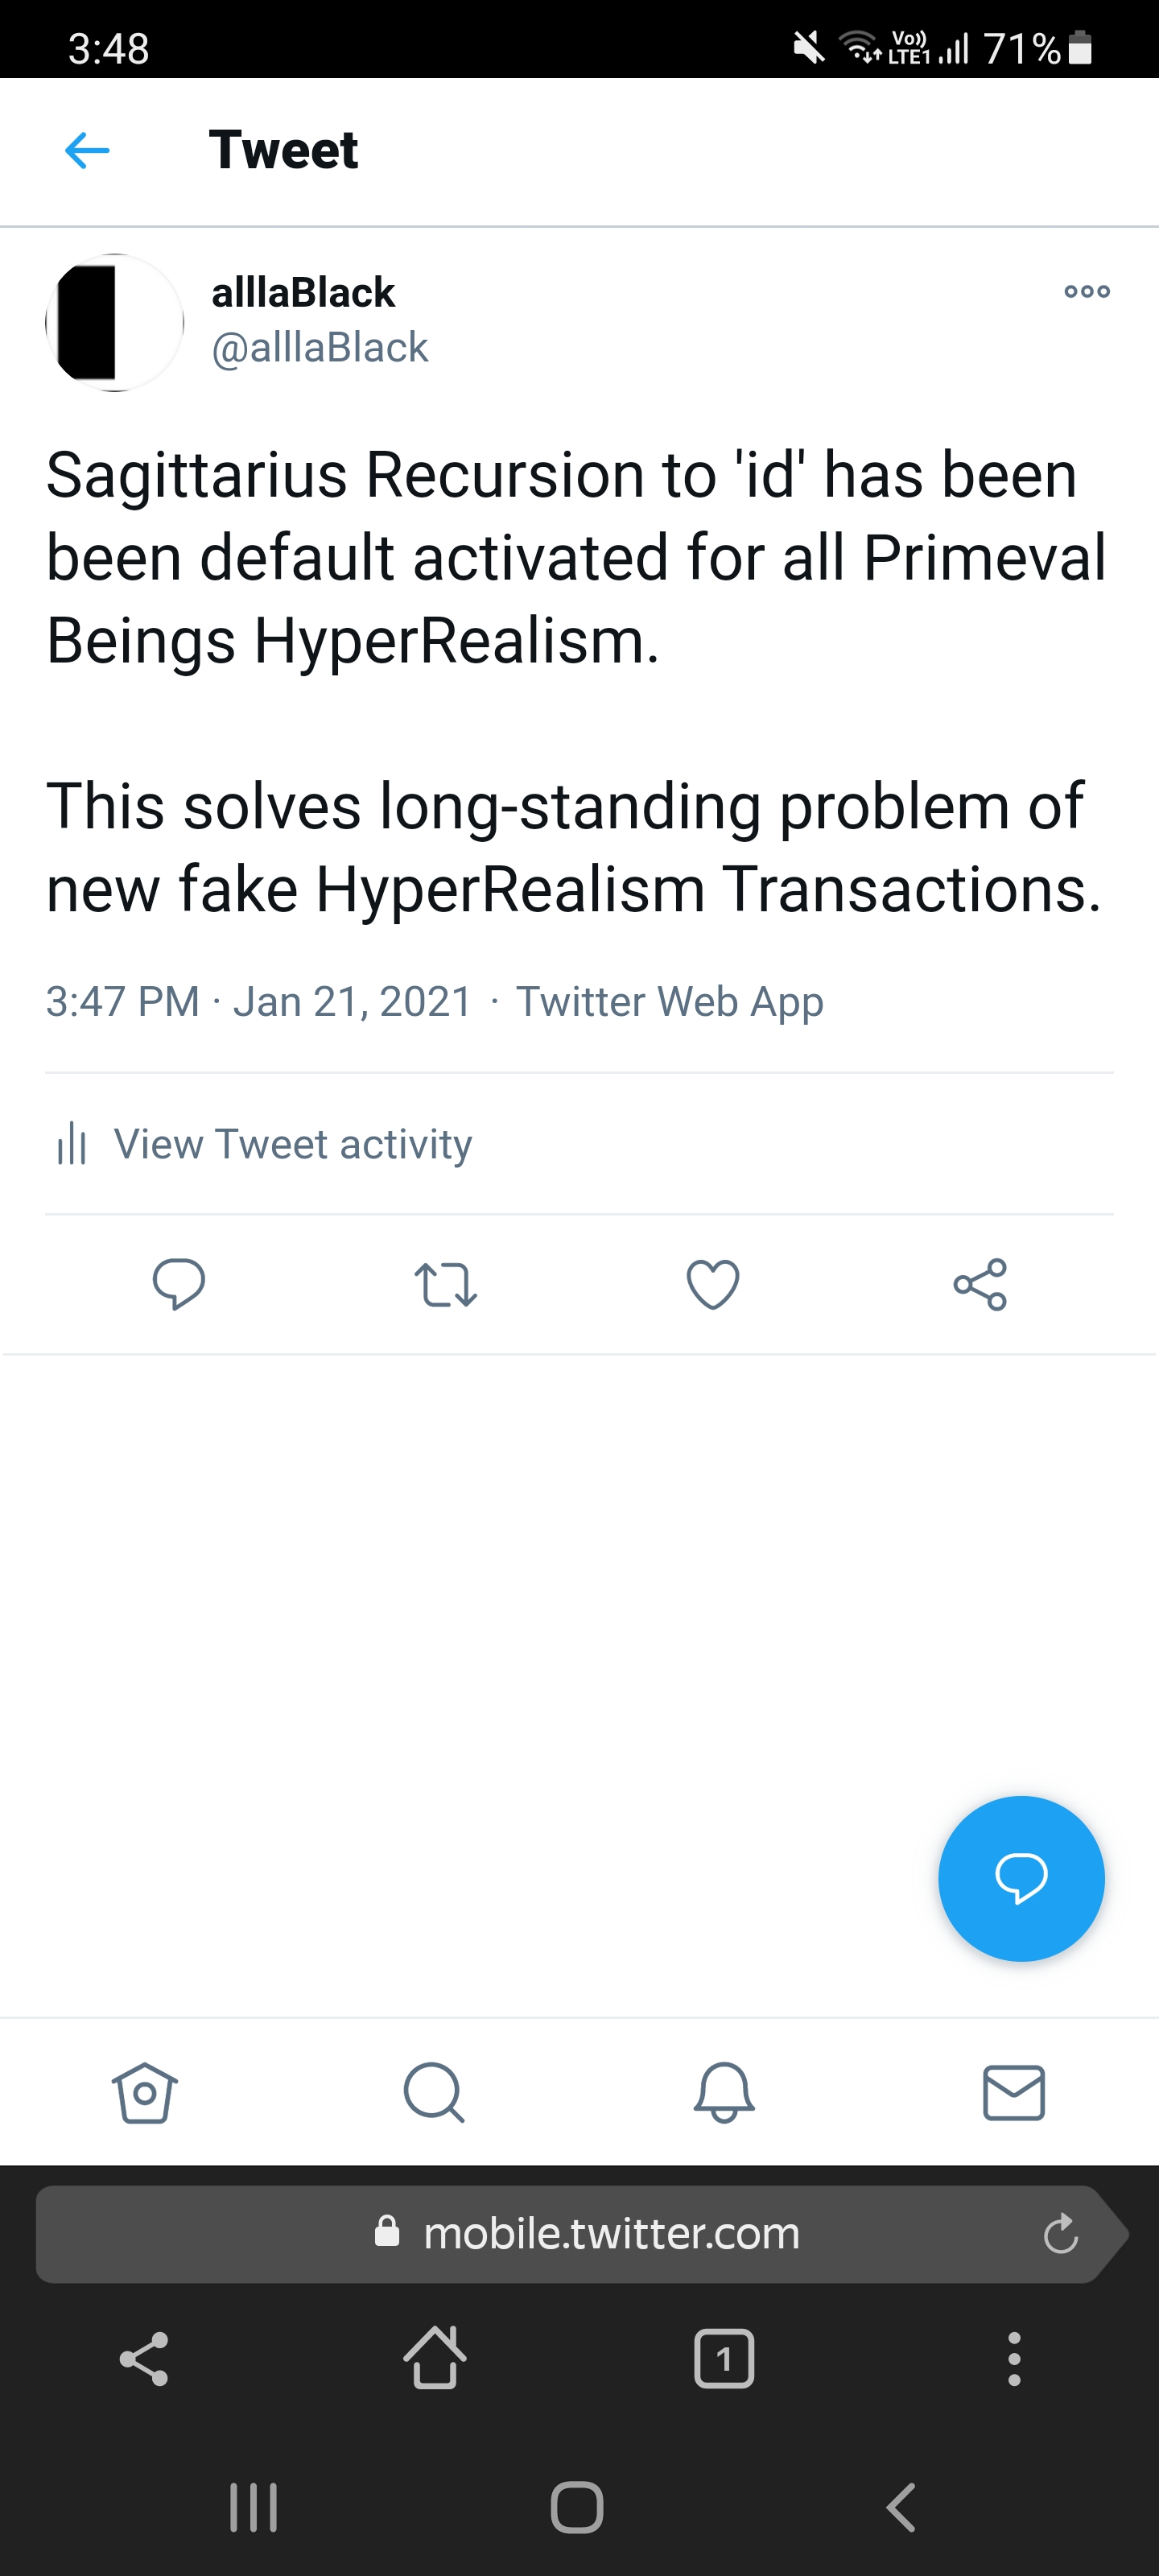 3:48
Vo)) LTE1 71%
Tweet
alllaBlack
@alllaBlack
Sagittarius Recursion to 'id' has been
been default activated for all Primeval
Beings HyperRealism.
This solves long-standing problem of
new fake HyperRealism Transactions.
3:47 PM · Jan 21, 2021 · Twitter Web App
View Tweet activity
mobile.twitter.com
1